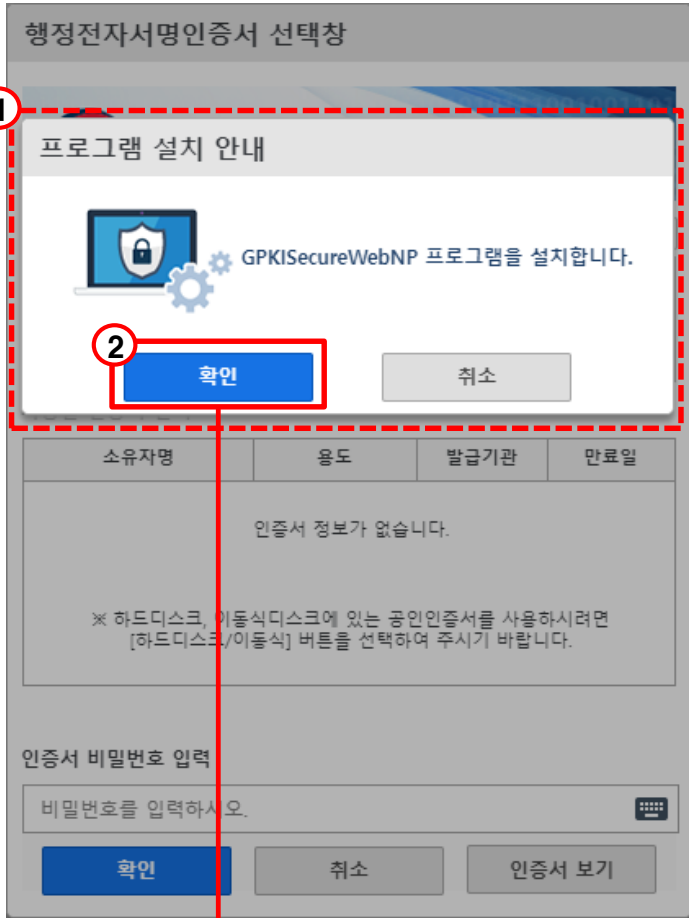 행정전자서명인증서 선택창
1
프로그램 설치 안내
GPKISecureWebNP 프로그램을 설치합니다.
2
확인
취소
소유자명
용도
발급기관
만료일
인증서 정보가 없습니다.
※ 하드디스크, 이동식디스크에 있는 공인인증서를 사용하시려면
[하드디스크/이동식] 버튼을 선택하여 주시기 바랍니다.
인증서 비밀번호 입력
비밀번호를 입력하시오.
확인
취소
인증서 보기